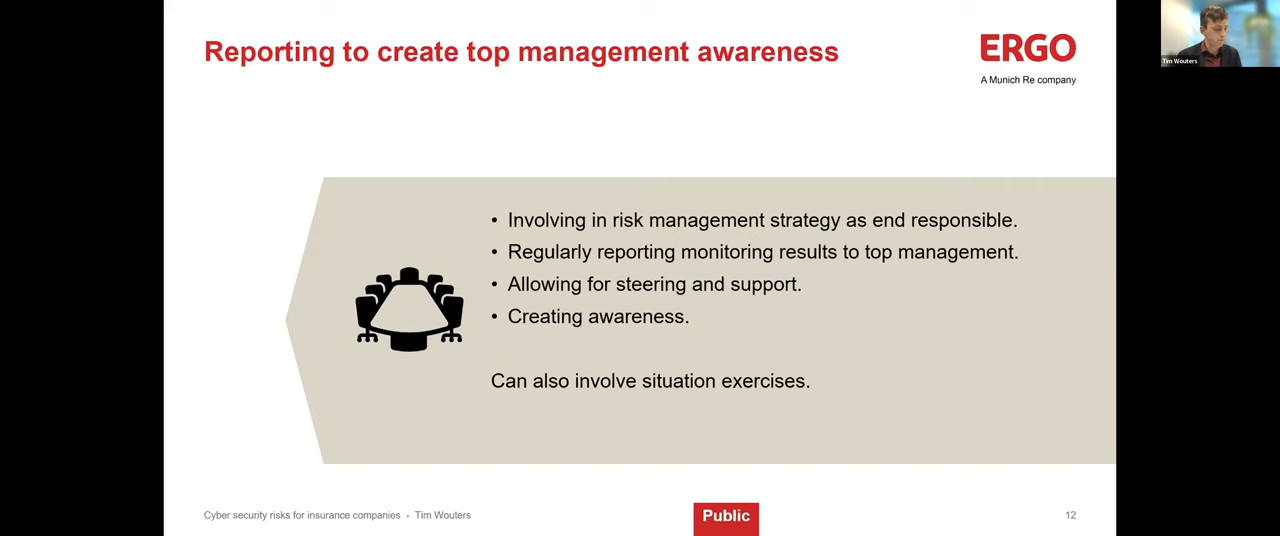 Reporting to create top management awareness
ERGO
A Munich Re company
Tim Wouters
• Involving in risk management strategy as end responsible.
• Regularly reporting monitoring results to top management.
• Allowing for steering and support.
• Creating awareness.
Can also involve situation exercises.
Cyber security risks for insurance companies - Tim Wouters
Public
12